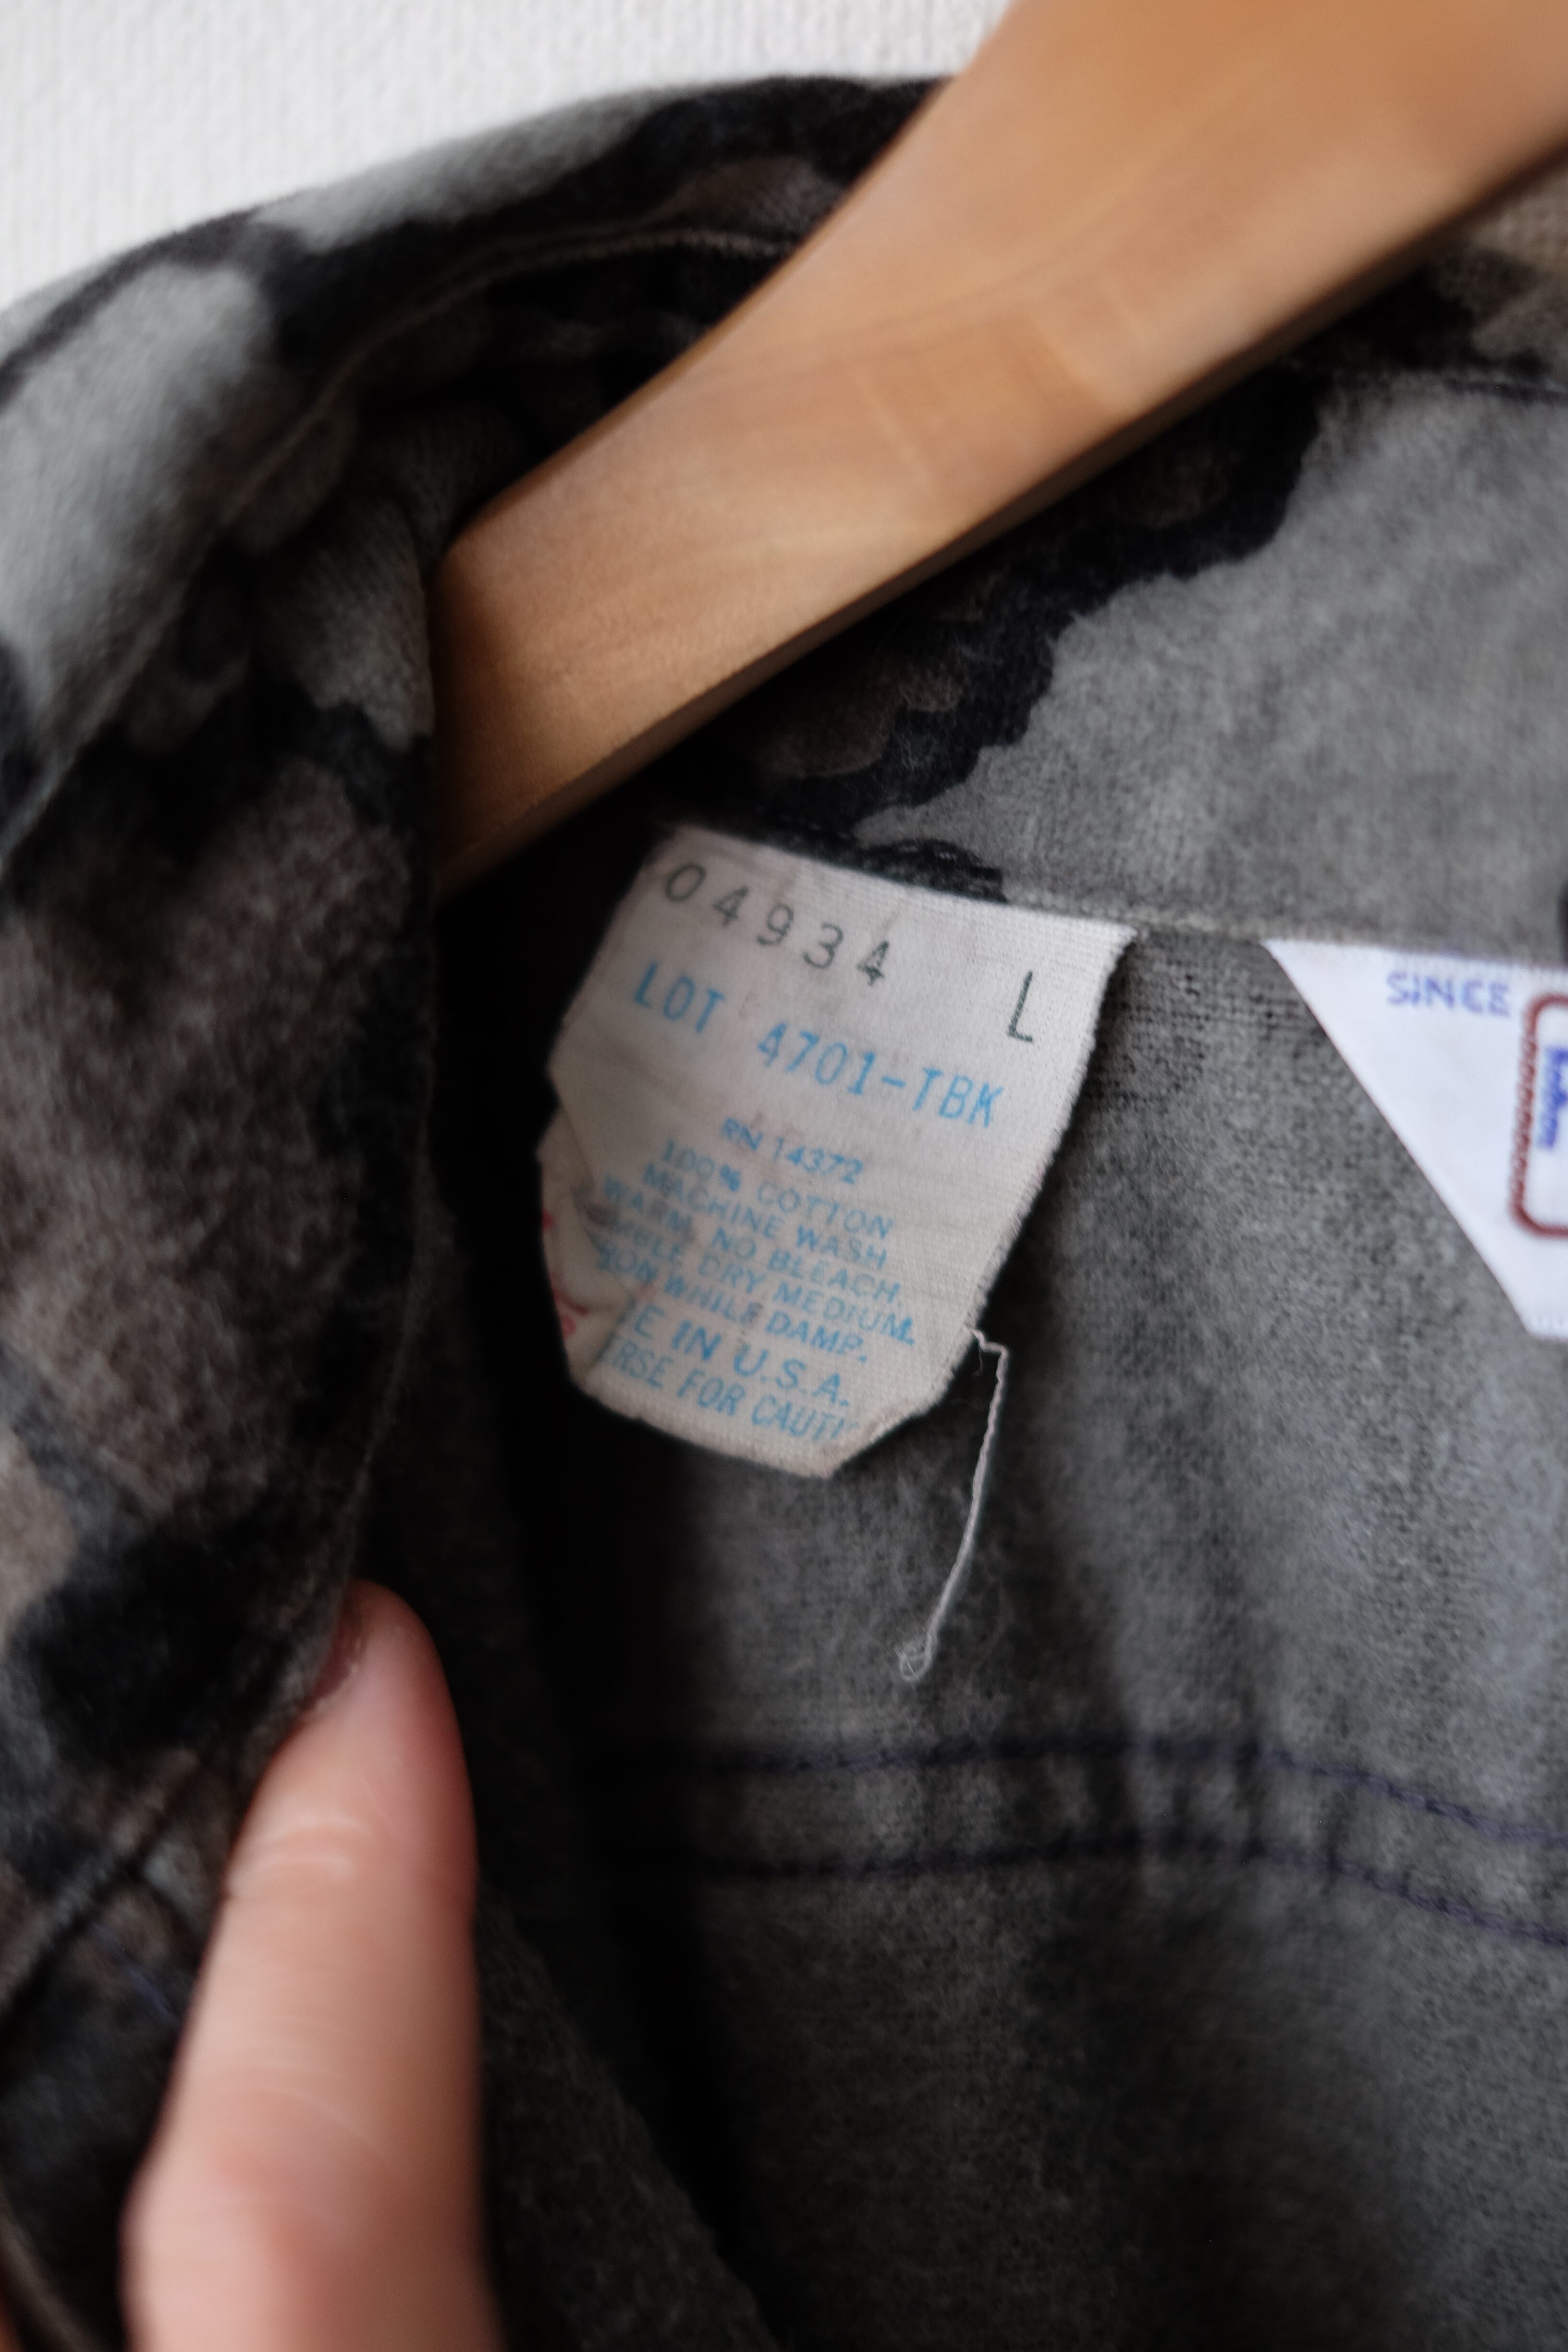 04934 L
LOT 4701-TBK
RN 14372
100% COTTON
MACHINE WASH
WARM. NO BLEACH.
DRY MEDIUM.
WHILE DAMP.
E IN U.S.A.
RSE FOR CAUTI
SINCE